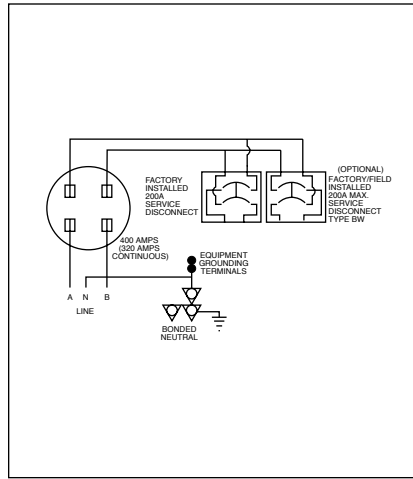 (OPTIONAL)
FACTORY/FIELD
INSTALLED
200A MAX.
SERVICE
DISCONNECT
TYPE BW
FACTORY
INSTALLED
200A
SERVICE
DISCONNECT
400 AMPS
(320 AMPS
CONTINUOUS)
EQUIPMENT
GROUNDING
TERMINALS
A N B
LINE
BONDED
NEUTRAL